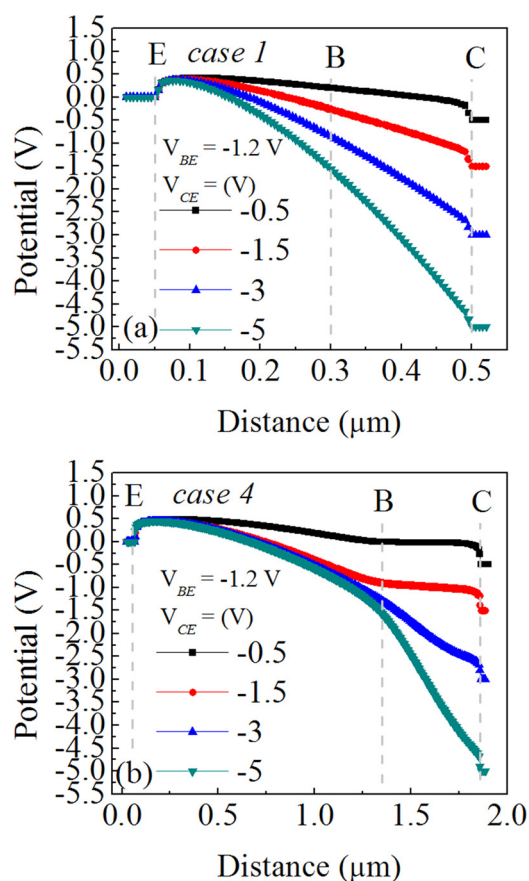 (a)
1.5
1.0
0.5
0.0
-0.5
-1.0
-1.5
-2.0
-2.5
-3.0
-3.5
-4.0
-4.5
-5.0
-5.5
Potential (V)
E case 1 B C
V_BE = -1.2 V
V_CE = (V)
-0.5
-1.5
-3
-5
(a)
0.0 0.1 0.2 0.3 0.4 0.5
Distance (µm)
1.5
1.0
0.5
0.0
-0.5
-1.0
-1.5
-2.0
-2.5
-3.0
-3.5
-4.0
-4.5
-5.0
-5.5
Potential (V)
E case 4 B C
V_BE = -1.2 V
V_CE = (V)
-0.5
-1.5
-3
-5
(b)
0.0 0.5 1.0 1.5 2.0
Distance (µm)